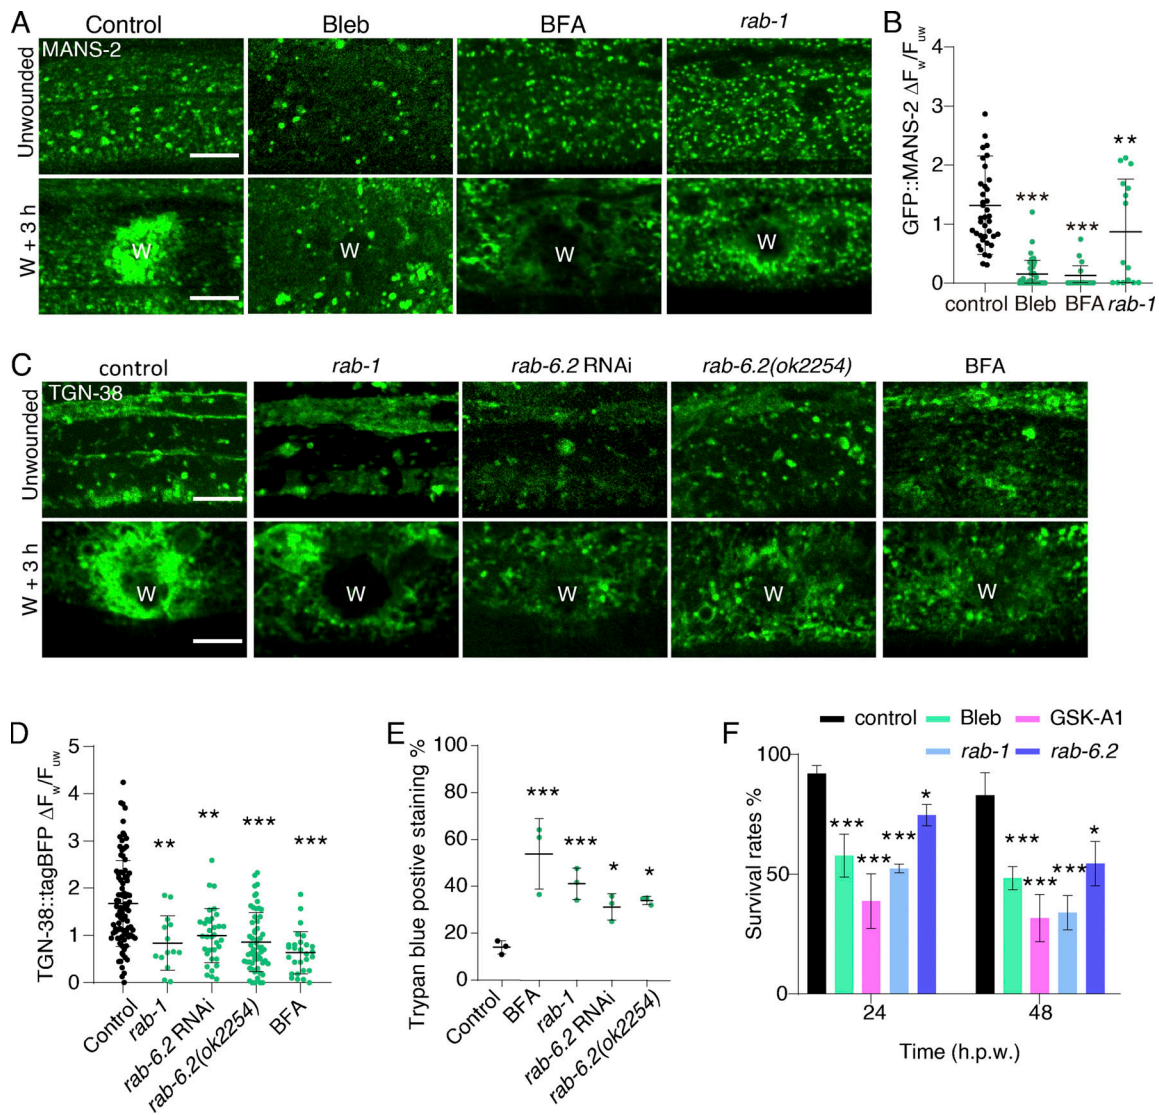 A
Control
Bleb
BFA
rab-1
MANS-2
Unwounded
W + 3 h
W
W
W
W
B
GFP::MANS-2 ΔFw/Fuw
4
3
2
1
0
***
***
**
control
Bleb
BFA
rab-1
C
control
rab-1
rab-6.2 RNAi
rab-6.2(ok2254)
BFA
TGN-38
Unwounded
W + 3 h
W
W
W
W
W
D
TGN-38::tagBFP ΔFw/Fuw
5
4
3
2
1
0
**
**
***
***
Control
rab-1
rab-6.2 RNAi
rab-6.2(ok2254)
BFA
E
Trypan blue postive staining %
100
80
60
40
20
0
***
***
*
*
Control
BFA
rab-1
rab-6.2 RNAi
rab-6.2(ok2254)
F
control
Bleb
GSK-A1
rab-1
rab-6.2
Survival rates %
100
50
0
***
***
***
*
***
***
***
*
24
48
Time (h.p.w.)